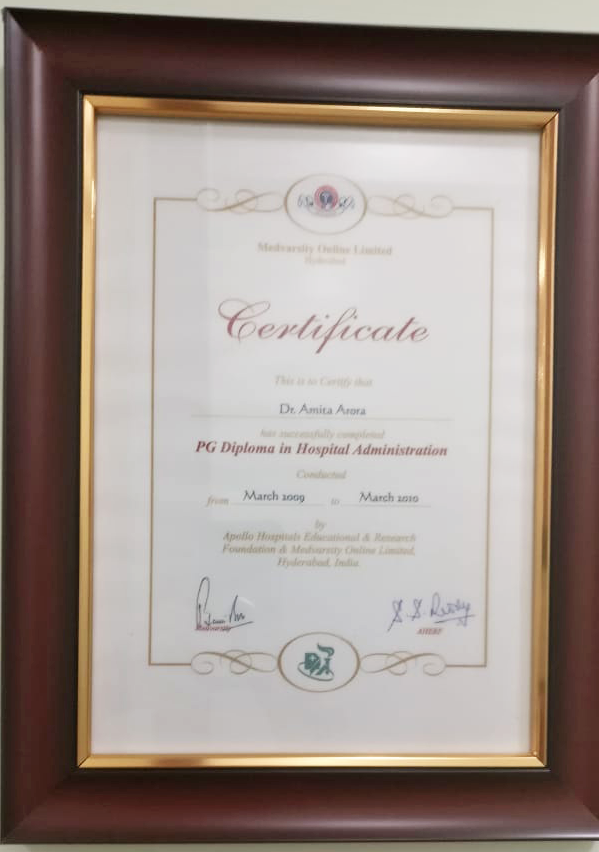 Medvarsity Online Limited
Hyderabad
Certificate
This is to Certify that
Dr. Amita Arora
has successfully completed
PG Diploma in Hospital Administration
Conducted
from March 2009 to March 2010
by
Apollo Hospitals Educational & Research
Foundation & Medvarsity Online Limited,
Hyderabad, India.
AHERF